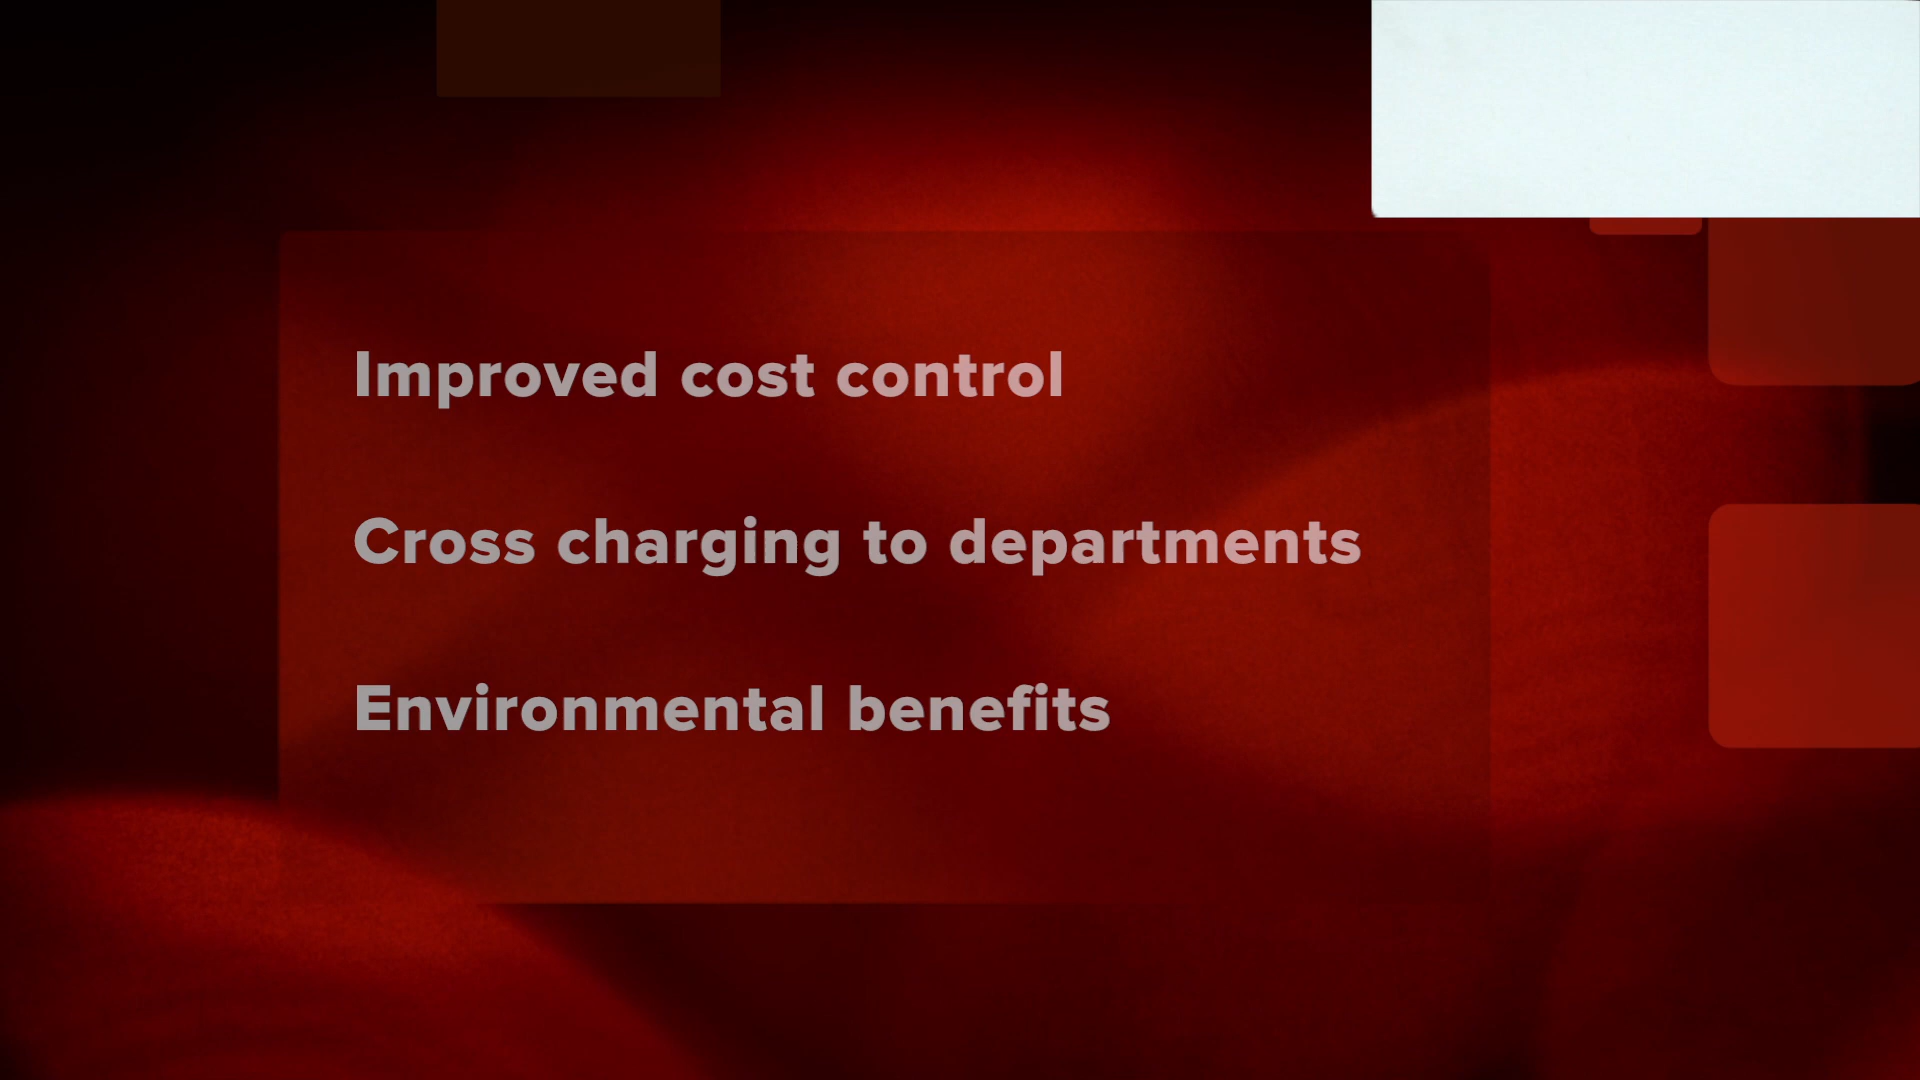 Improved cost control
Cross charging to departments
Environmental benefits